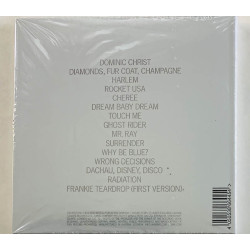 DOMINIC CHRIST
DIAMONDS, FUR COAT, CHAMPAGNE
HARLEM
ROCKET USA
CHEREE
DREAM BABY DREAM
TOUCH ME
GHOST RIDER
MR. RAY
SURRENDER
WHY BE BLUE?
WRONG DECISIONS
DACHAU, DISNEY, DISCO
RADIATION
FRANKIE TEARDROP (FIRST VERSION)